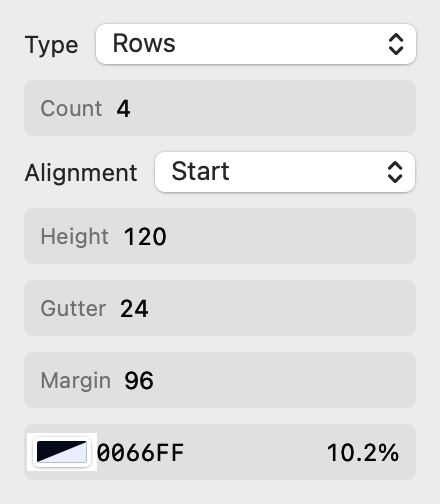 Type Rows
Count 4
Alignment Start
Height 120
Gutter 24
Margin 96
0066FF 10.2%